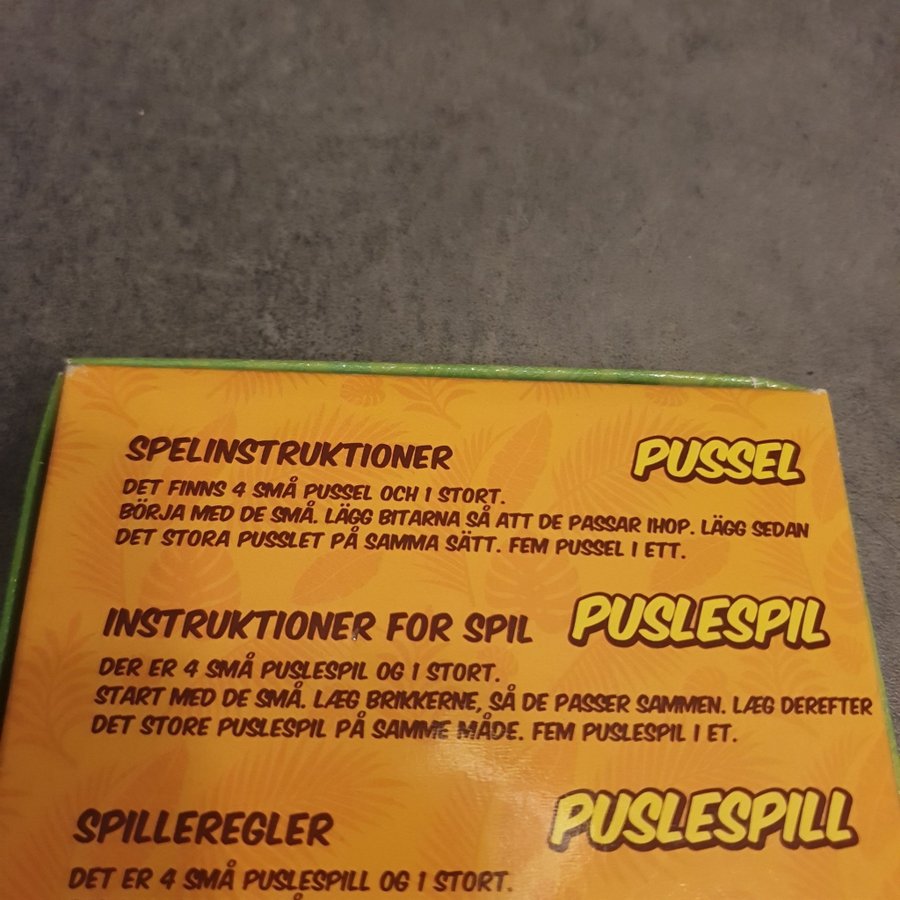 SPELINSTRUKTIONER
PUSSEL
DET FINNS 4 SMÅ PUSSEL OCH 1 STORT.
BÖRJA MED DE SMÅ. LÄGG BITARNA SÅ ATT DE PASSAR IHOP. LÄGG SEDAN
DET STORA PUSSLET PÅ SAMMA SÄTT. FEM PUSSEL I ETT.
INSTRUKTIONER FOR SPIL
PUSLESPIL
DER ER 4 SMÅ PUSLESPIL OG 1 STORT.
START MED DE SMÅ. LÆG BRIKKERNE, SÅ DE PASSER SAMMEN. LÆG DEREFTER
DET STORE PUSLESPIL PÅ SAMME MÅDE. FEM PUSLESPIL I ET.
SPILLEREGLER
PUSLESPILL
DET ER 4 SMÅ PUSLESPILL OG 1 STORT.